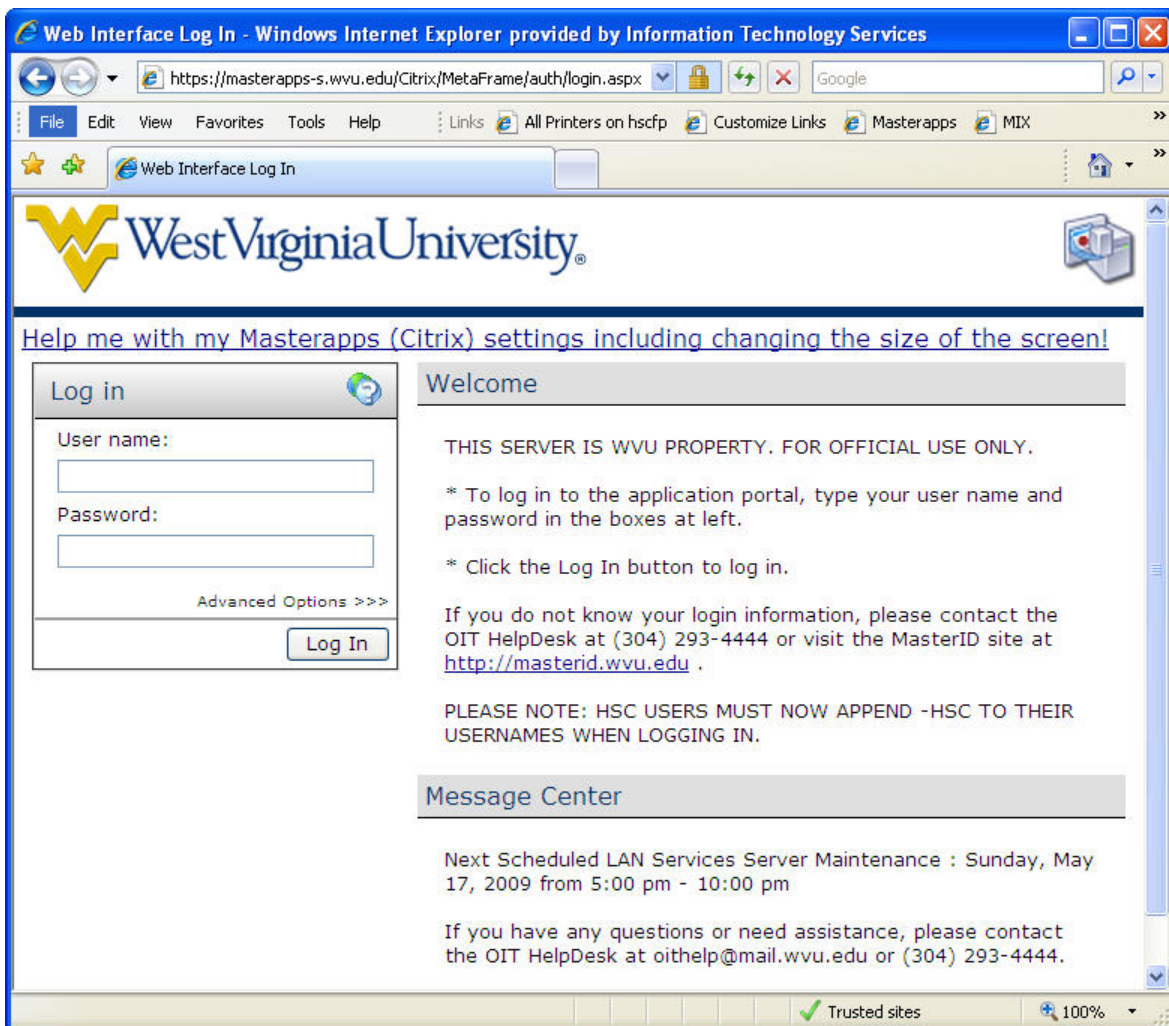 Web Interface Log In - Windows Internet Explorer provided by Information Technology Services
https://masterapps-s.wvu.edu/Citrix/MetaFrame/auth/login.aspx Google
File Edit View Favorites Tools Help Links All Printers on hscfp Customize Links Masterapps MIX »
Web Interface Log In »
WV WestVirginiaUniversity®
Help me with my Masterapps (Citrix) settings including changing the size of the screen!
Log in
User name:
Password:
Advanced Options >>>
Log In
Welcome
THIS SERVER IS WVU PROPERTY. FOR OFFICIAL USE ONLY.
* To log in to the application portal, type your user name and
password in the boxes at left.
* Click the Log In button to log in.
If you do not know your login information, please contact the
OIT HelpDesk at (304) 293-4444 or visit the MasterID site at
http://masterid.wvu.edu .
PLEASE NOTE: HSC USERS MUST NOW APPEND -HSC TO THEIR
USERNAMES WHEN LOGGING IN.
Message Center
Next Scheduled LAN Services Server Maintenance : Sunday, May
17, 2009 from 5:00 pm - 10:00 pm
If you have any questions or need assistance, please contact
the OIT HelpDesk at oithelp@mail.wvu.edu or (304) 293-4444.
Trusted sites 100%